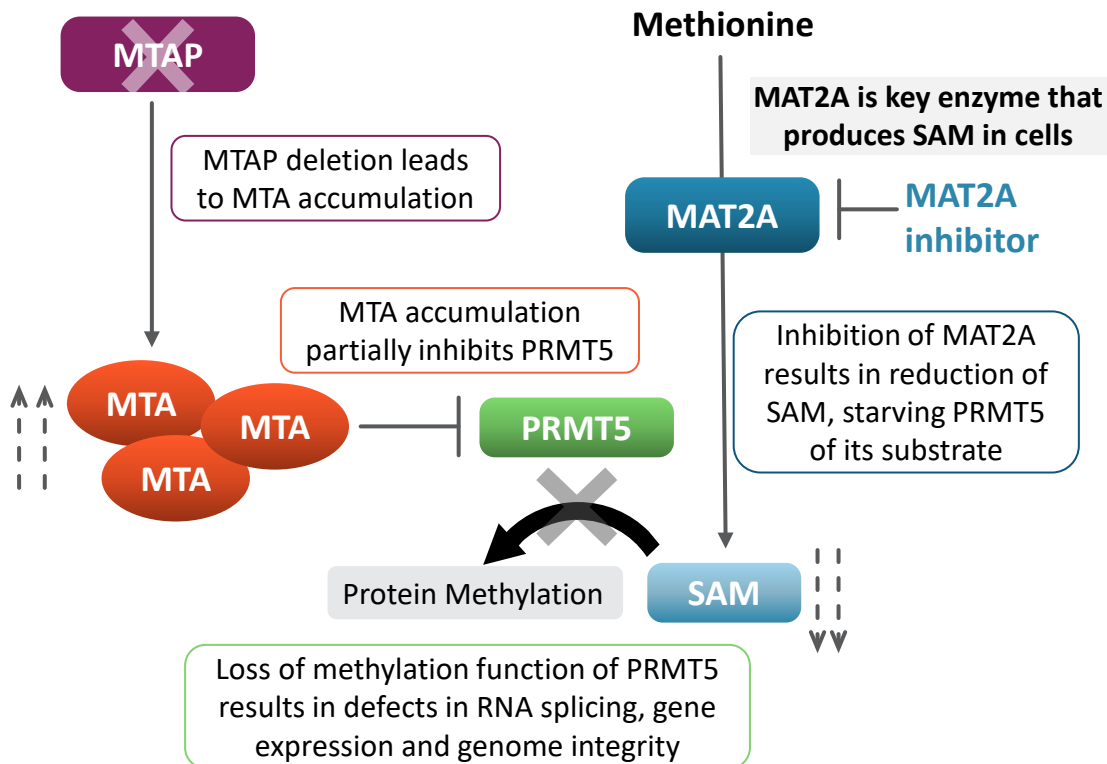 MTAP
MTAP deletion leads
to MTA accumulation
Methionine
MAT2A is key enzyme that
produces SAM in cells
MAT2A
MAT2A
inhibitor
MTA accumulation
partially inhibits PRMT5
Inhibition of MAT2A
results in reduction of
SAM, starving PRMT5
of its substrate
MTA
MTA
MTA
PRMT5
Protein Methylation
SAM
Loss of methylation function of PRMT5
results in defects in RNA splicing, gene
expression and genome integrity